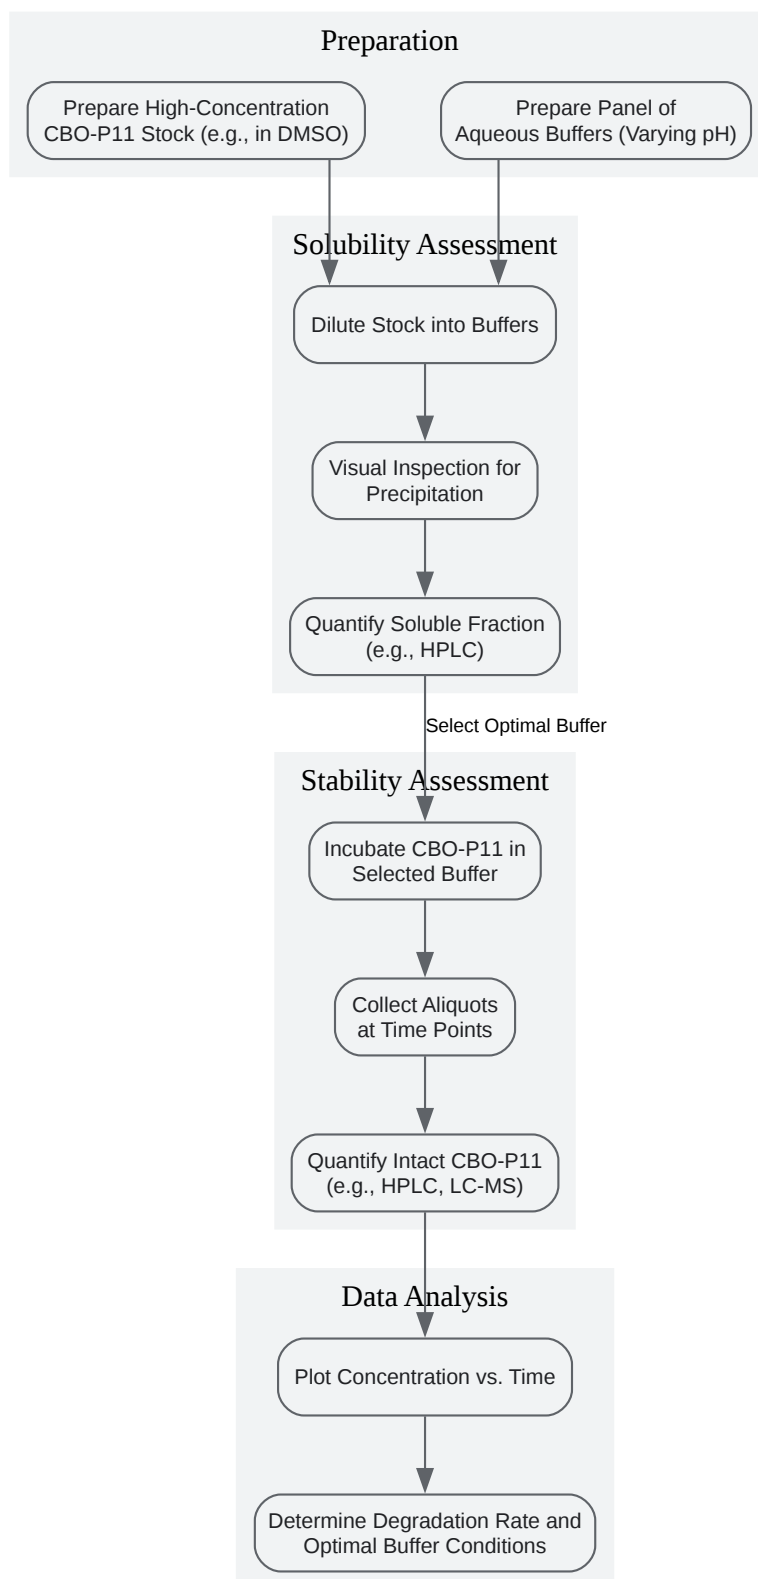 Preparation
Prepare High-Concentration
CBO-P11 Stock (e.g., in DMSO)
Prepare Panel of
Aqueous Buffers (Varying pH)
Solubility Assessment
Dilute Stock into Buffers
Visual Inspection for
Precipitation
Quantify Soluble Fraction
(e.g., HPLC)
Select Optimal Buffer
Stability Assessment
Incubate CBO-P11 in
Selected Buffer
Collect Aliquots
at Time Points
Quantify Intact CBO-P11
(e.g., HPLC, LC-MS)
Data Analysis
Plot Concentration vs. Time
Determine Degradation Rate and
Optimal Buffer Conditions